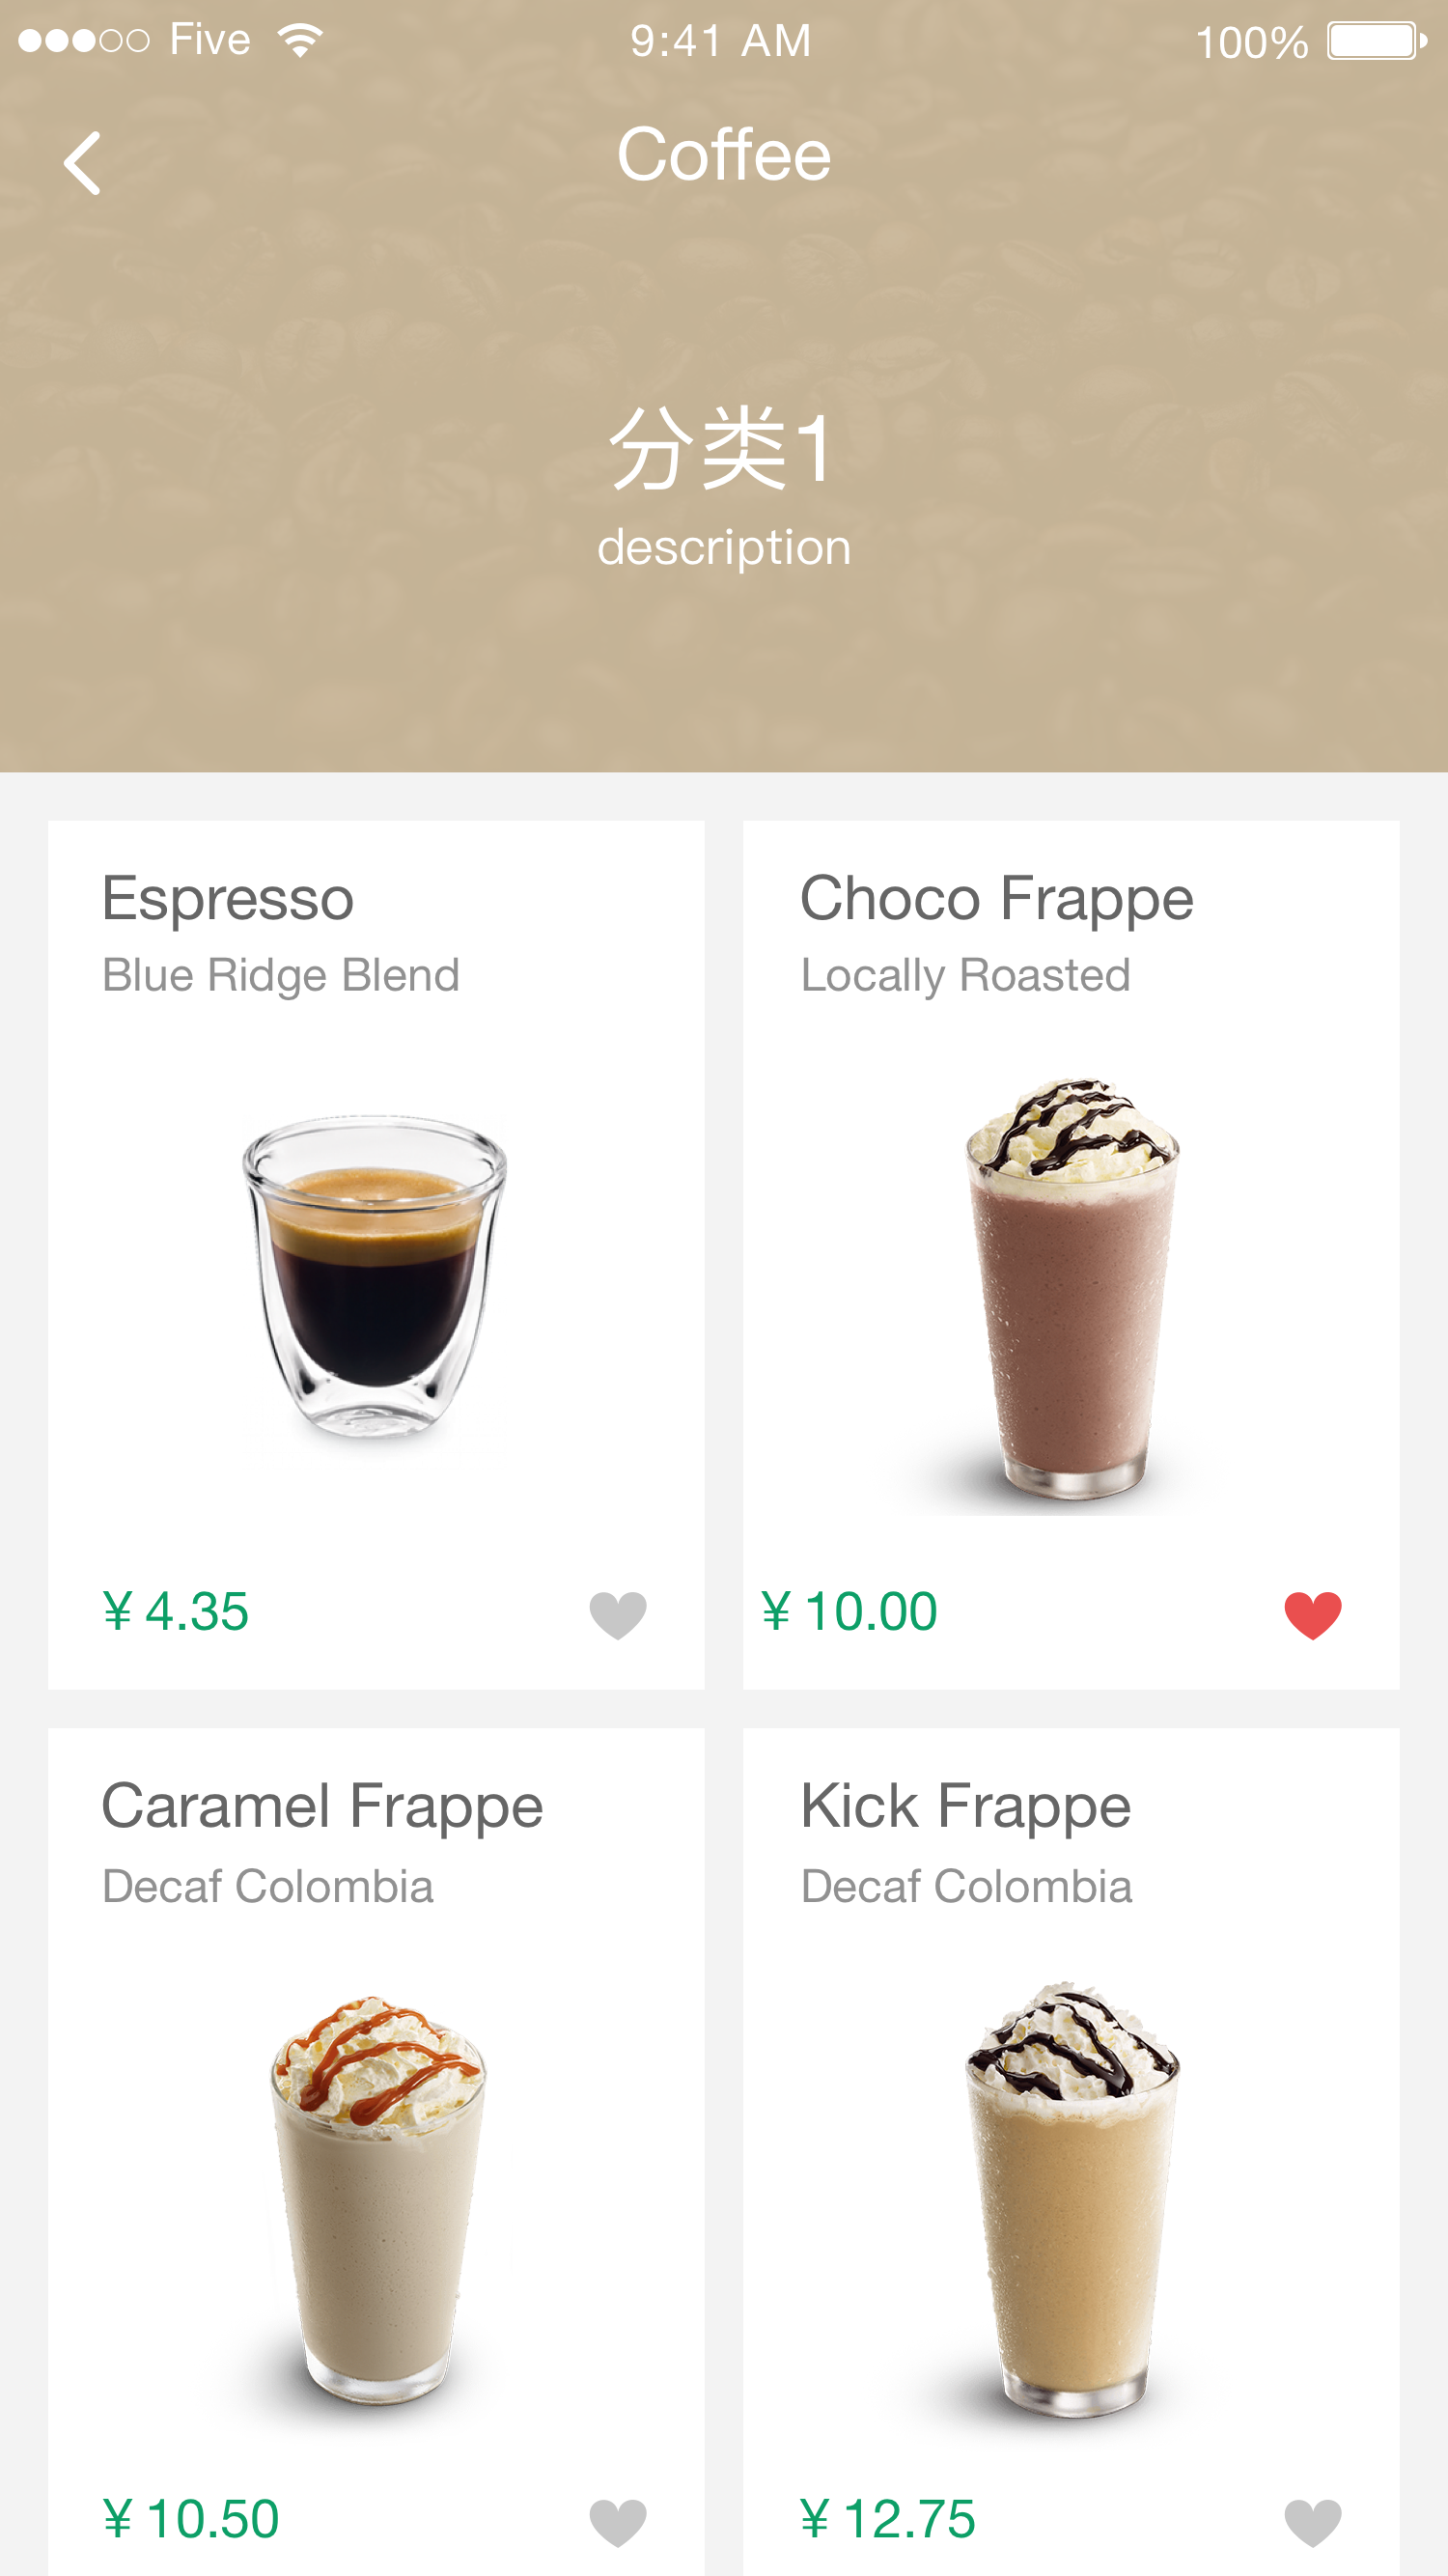 Five 9:41 AM 100%
Coffee
分类1
description
Espresso
Blue Ridge Blend
¥ 4.35
Choco Frappe
Locally Roasted
¥ 10.00
Caramel Frappe
Decaf Colombia
¥ 10.50
Kick Frappe
Decaf Colombia
¥ 12.75